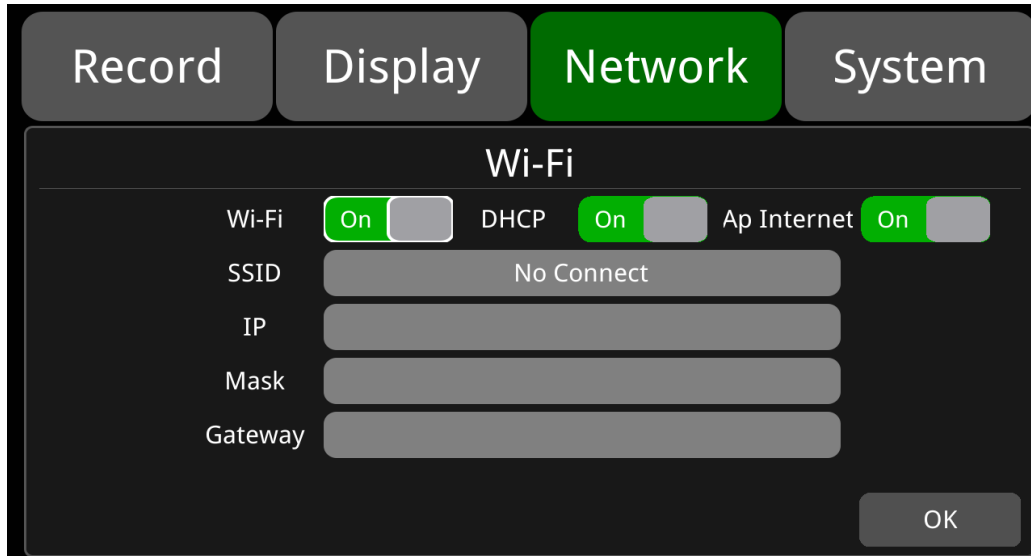 Record Display Network System
Wi-Fi
Wi-Fi On DHCP On Ap Internet On
SSID No Connect
IP
Mask
Gateway
OK